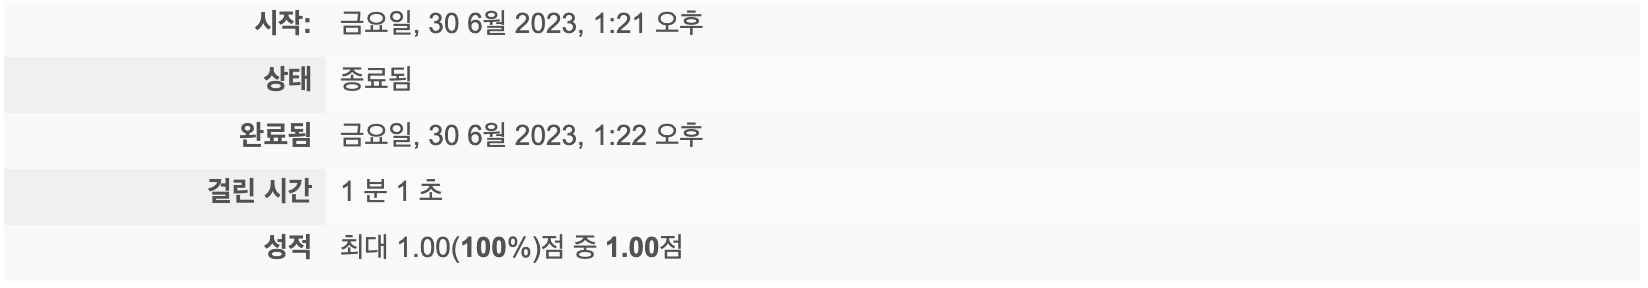 시작: 금요일, 30 6월 2023, 1:21 오후
상태 종료됨
완료됨 금요일, 30 6월 2023, 1:22 오후
걸린 시간 1 분 1 초
성적 최대 1.00(100%)점 중 1.00점